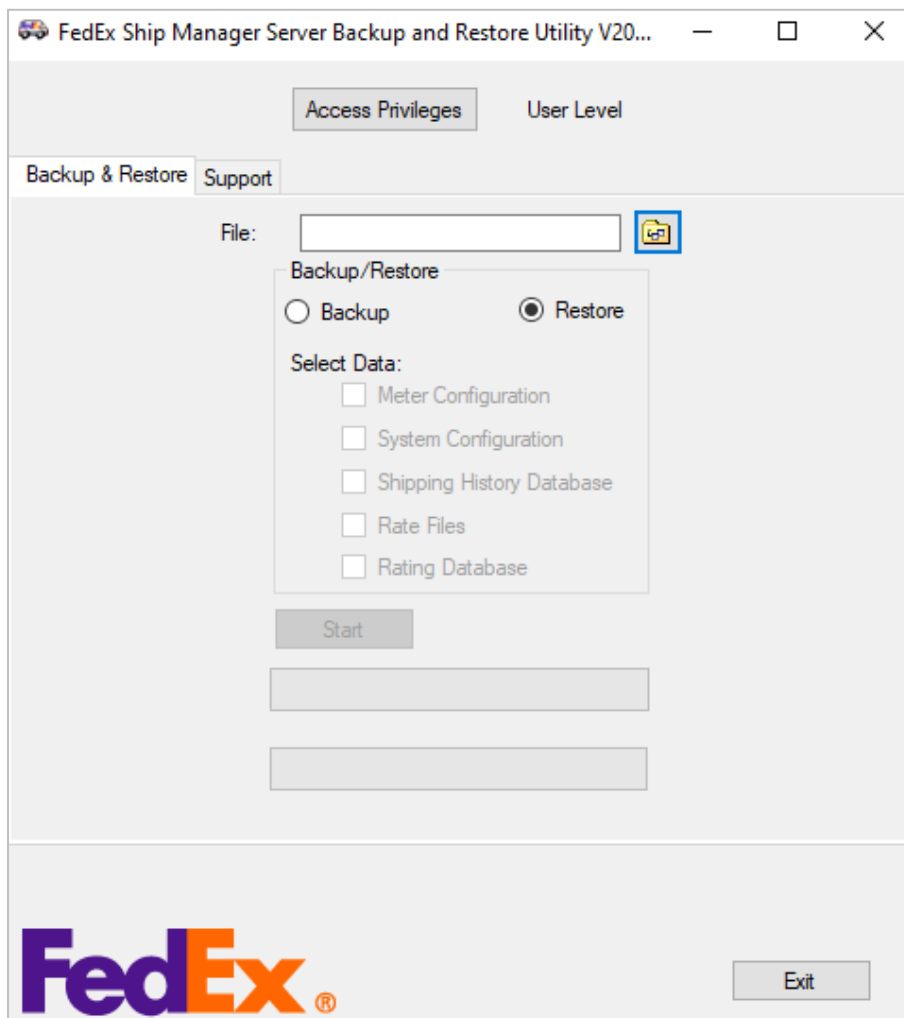 FedEx Ship Manager Server Backup and Restore Utility V20...
Access Privileges User Level
Backup & Restore Support
File:
Backup/Restore
Backup Restore
Select Data:
Meter Configuration
System Configuration
Shipping History Database
Rate Files
Rating Database
Start
FedEx®
Exit